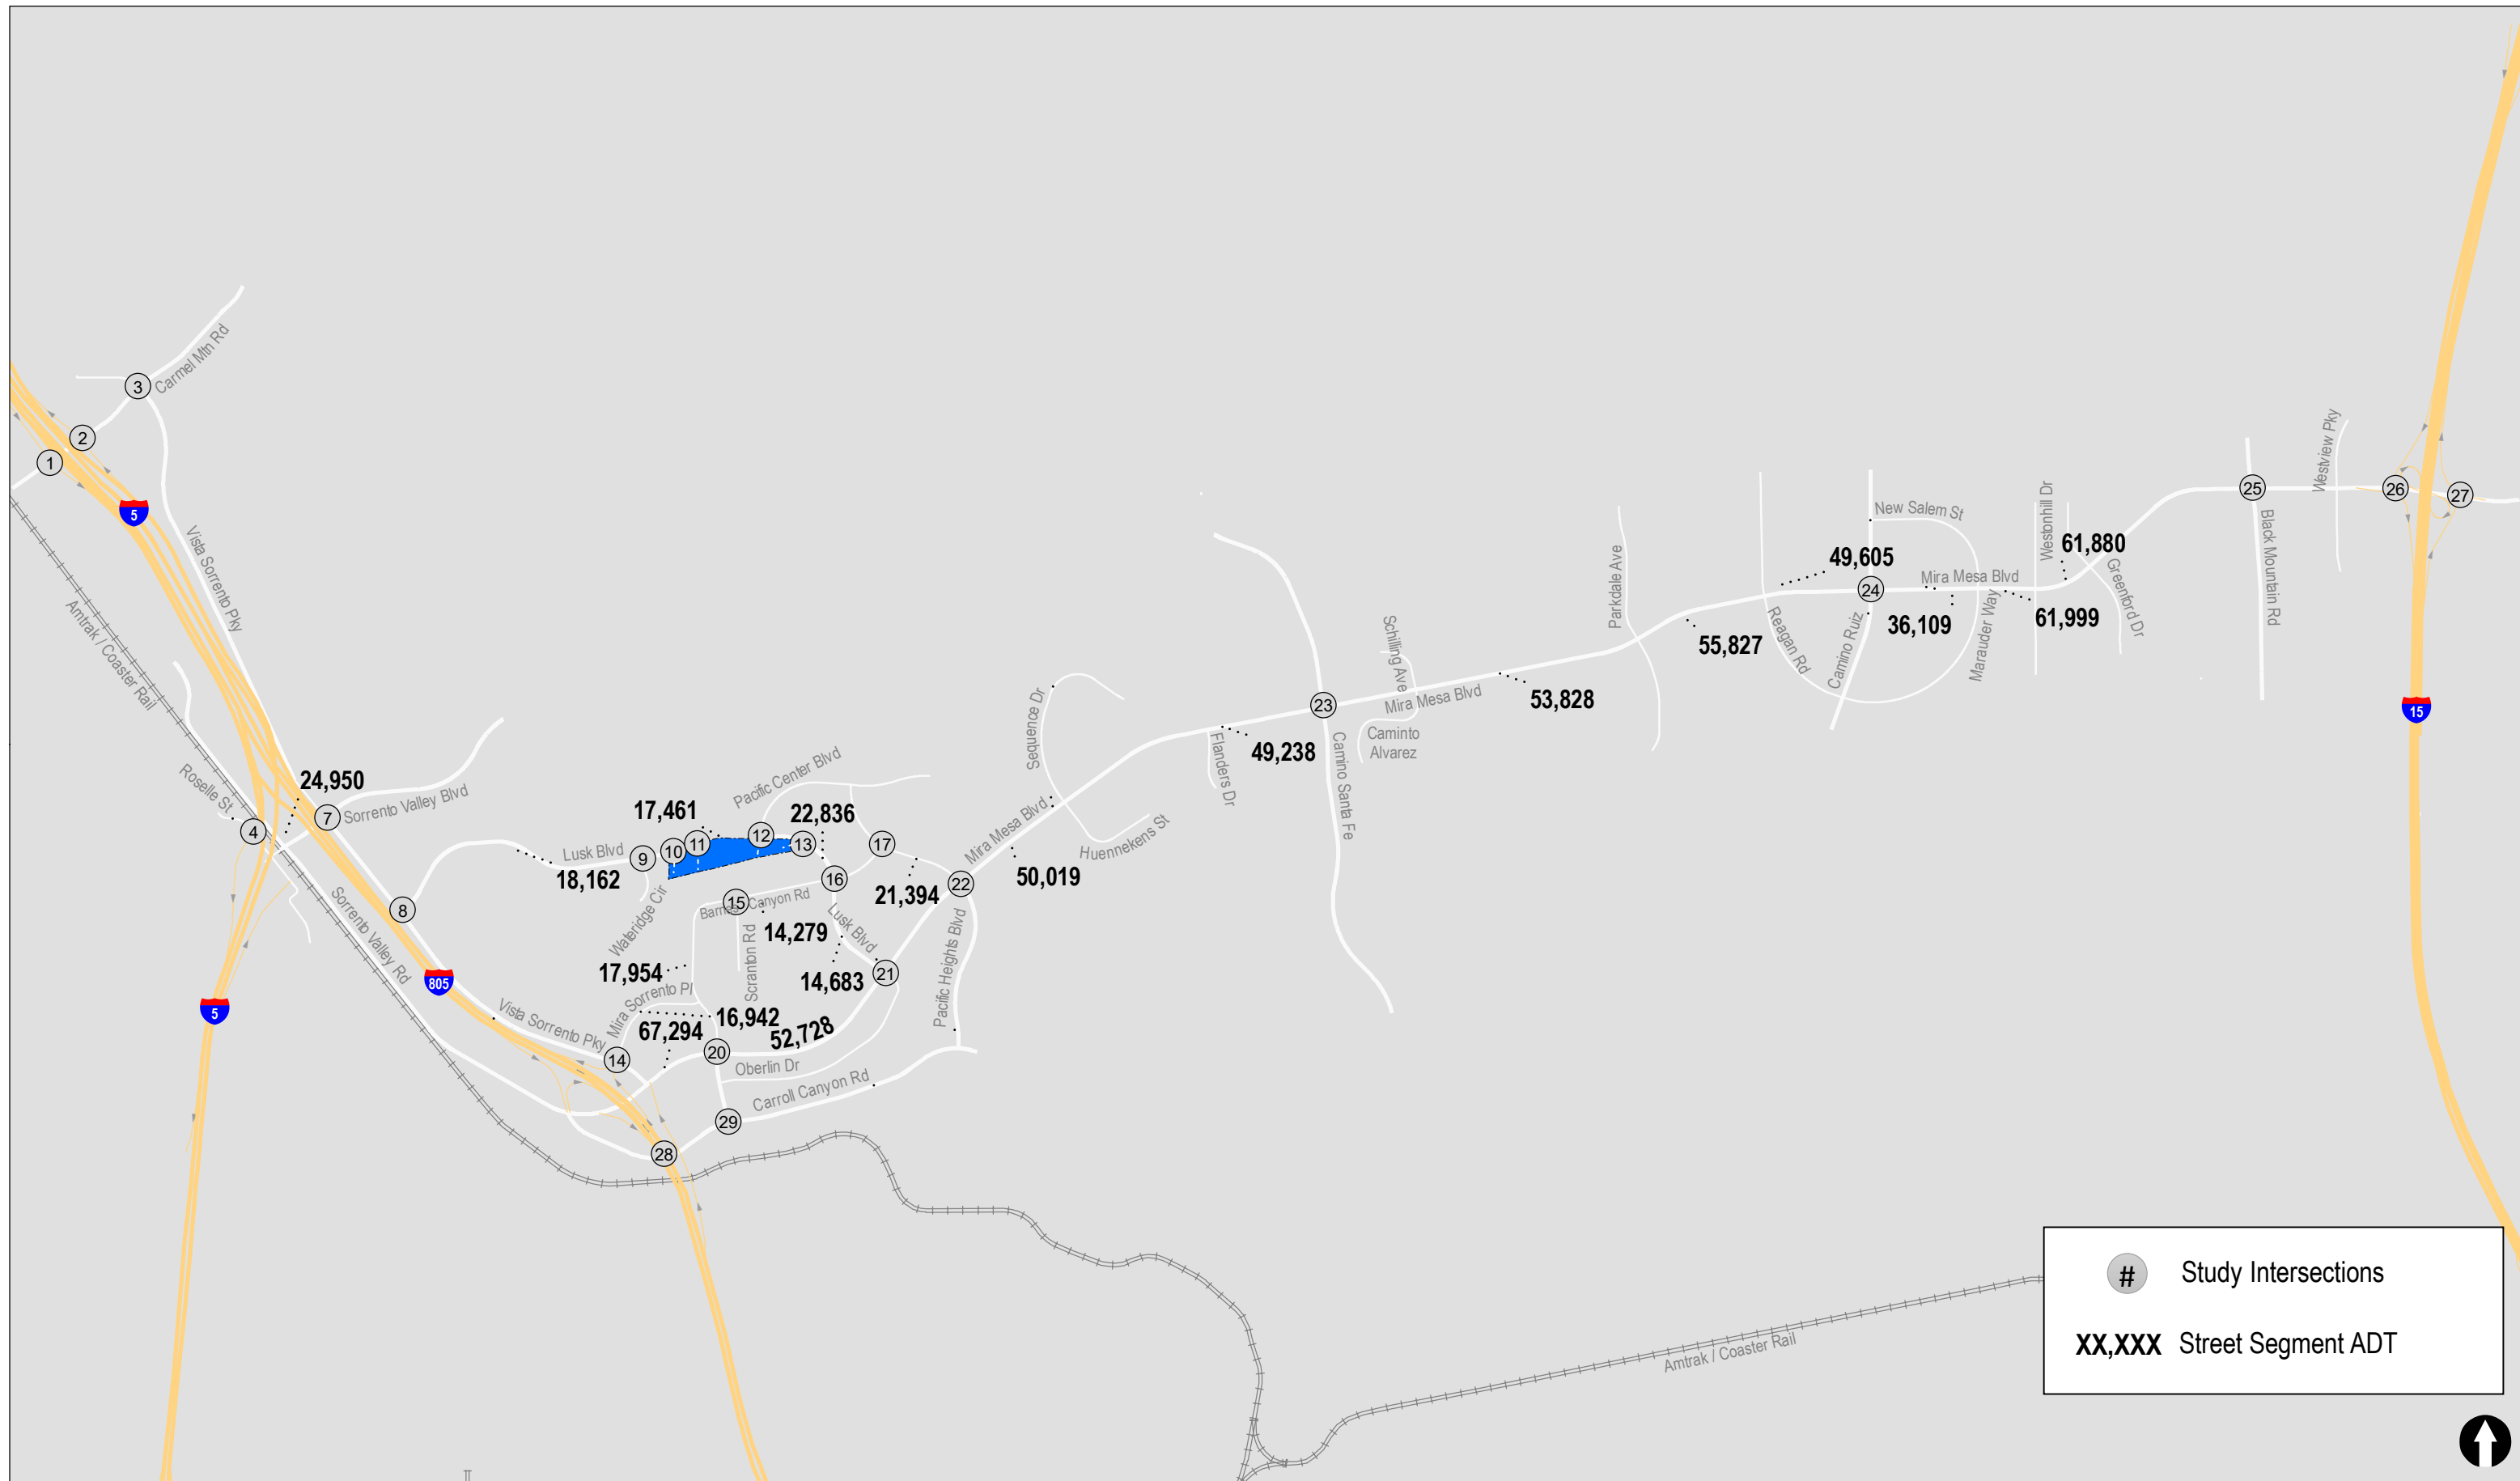 Carmel Mtn Rd
3
2
1
5
Vista Sorrento Pky
Amtrak / Coaster Rail
Westview Pky
25
26
27
Black Mountain Rd
New Salem St
Westonhill Dr
61,880
49,605
24
Mira Mesa Blvd
Greenford Dr
Parkdale Ave
36,109
61,999
Marauder Way
Reagan Rd
Camino Ruiz
55,827
Schilling Ave
Mira Mesa Blvd
53,828
23
15
Sequence Dr
Flanders Dr
49,238
Camino Santa Fe
Caminto
Alvarez
Roselle St
24,950
4
7
Sorrento Valley Blvd
Pacific Center Blvd
17,461
22,836
Mira Mesa Blvd
Huennekens St
50,019
Lusk Blvd
9
10
11
12
13
17
18,162
16
21,394
22
8
Wateridge Cir
15
Barnes Canyon Rd
Lusk Blvd
14,279
Sorrento Valley Rd
Scranton Rd
Pacific Heights Blvd
805
17,954
14,683
21
5
Mira Sorrento Pl
16,942
Vista Sorrento Pky
67,294
52,728
14
20
Oberlin Dr
Carroll Canyon Rd
29
28
Amtrak / Coaster Rail
# Study Intersections
XX,XXX Street Segment ADT